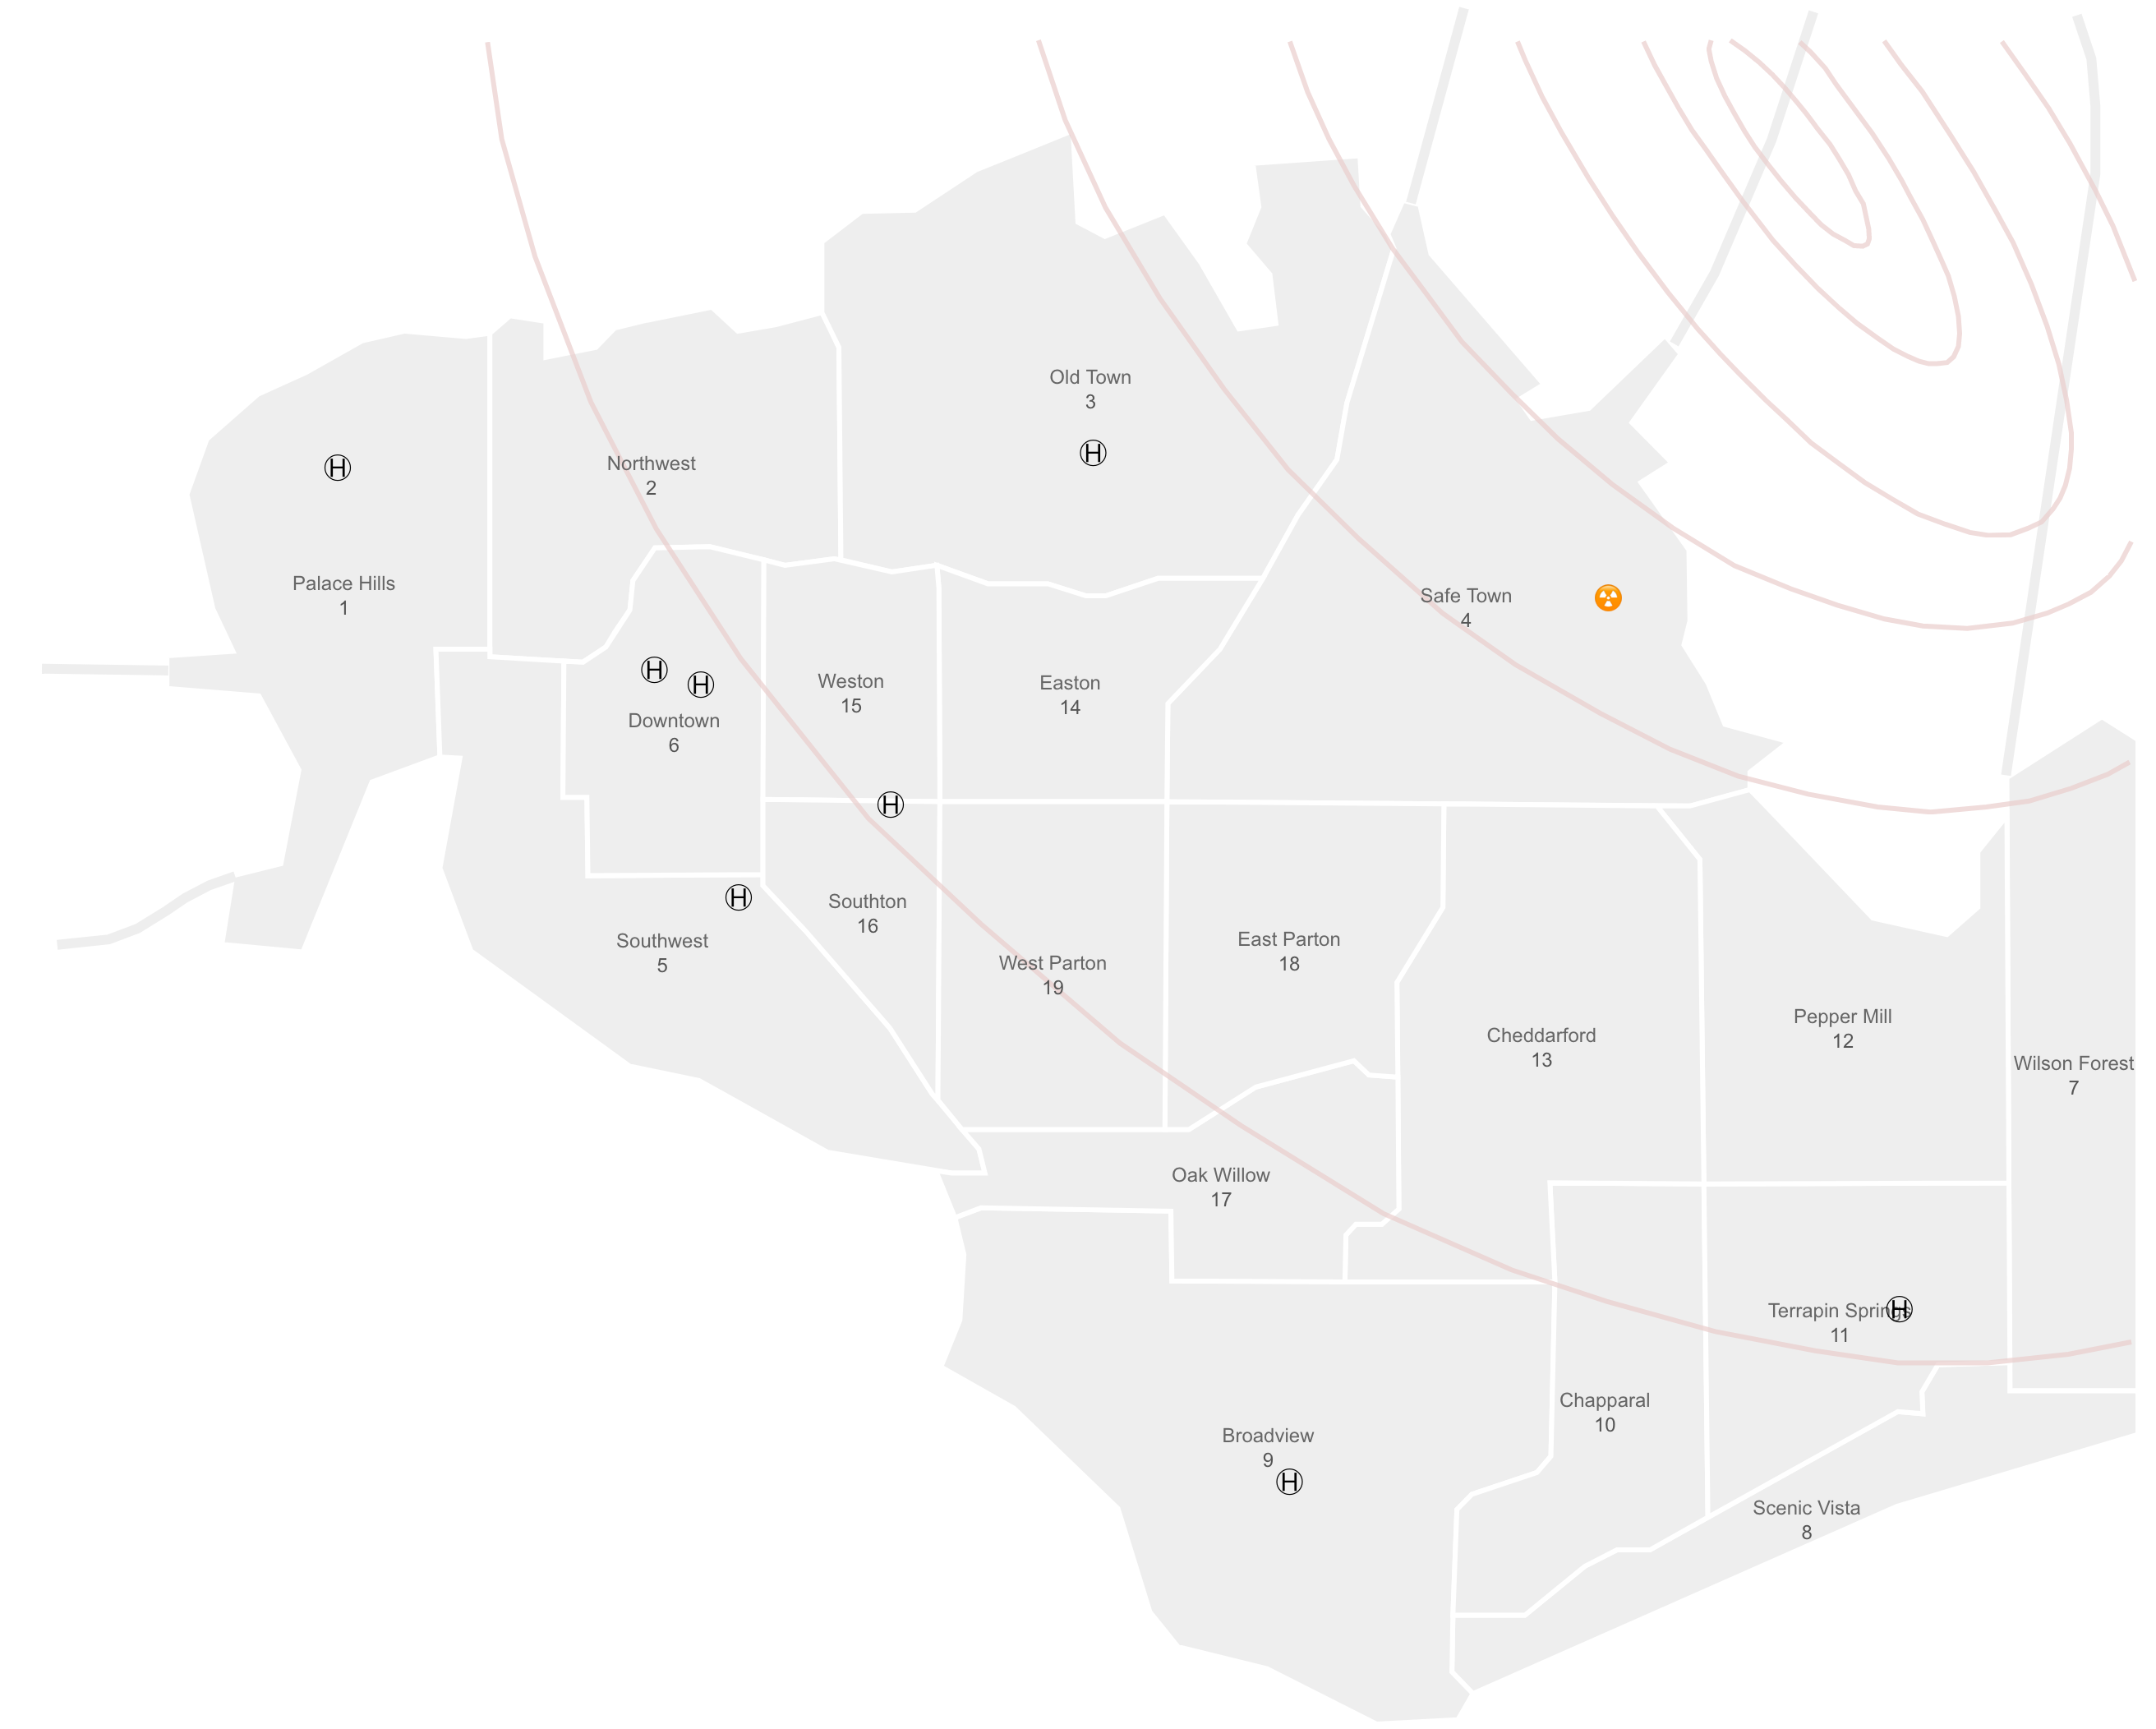 Old Town
3
H
Northwest
2
H
Palace Hills
1
Safe Town
4
H
H
Downtown
6
Weston
15
Easton
14
H
H
Southwest
5
Southton
16
West Parton
19
East Parton
18
Cheddarford
13
Pepper Mill
12
Wilson Forest
7
Oak Willow
17
Terrapin Springs
11
H
Chapparal
10
Broadview
9
H
Scenic Vista
8